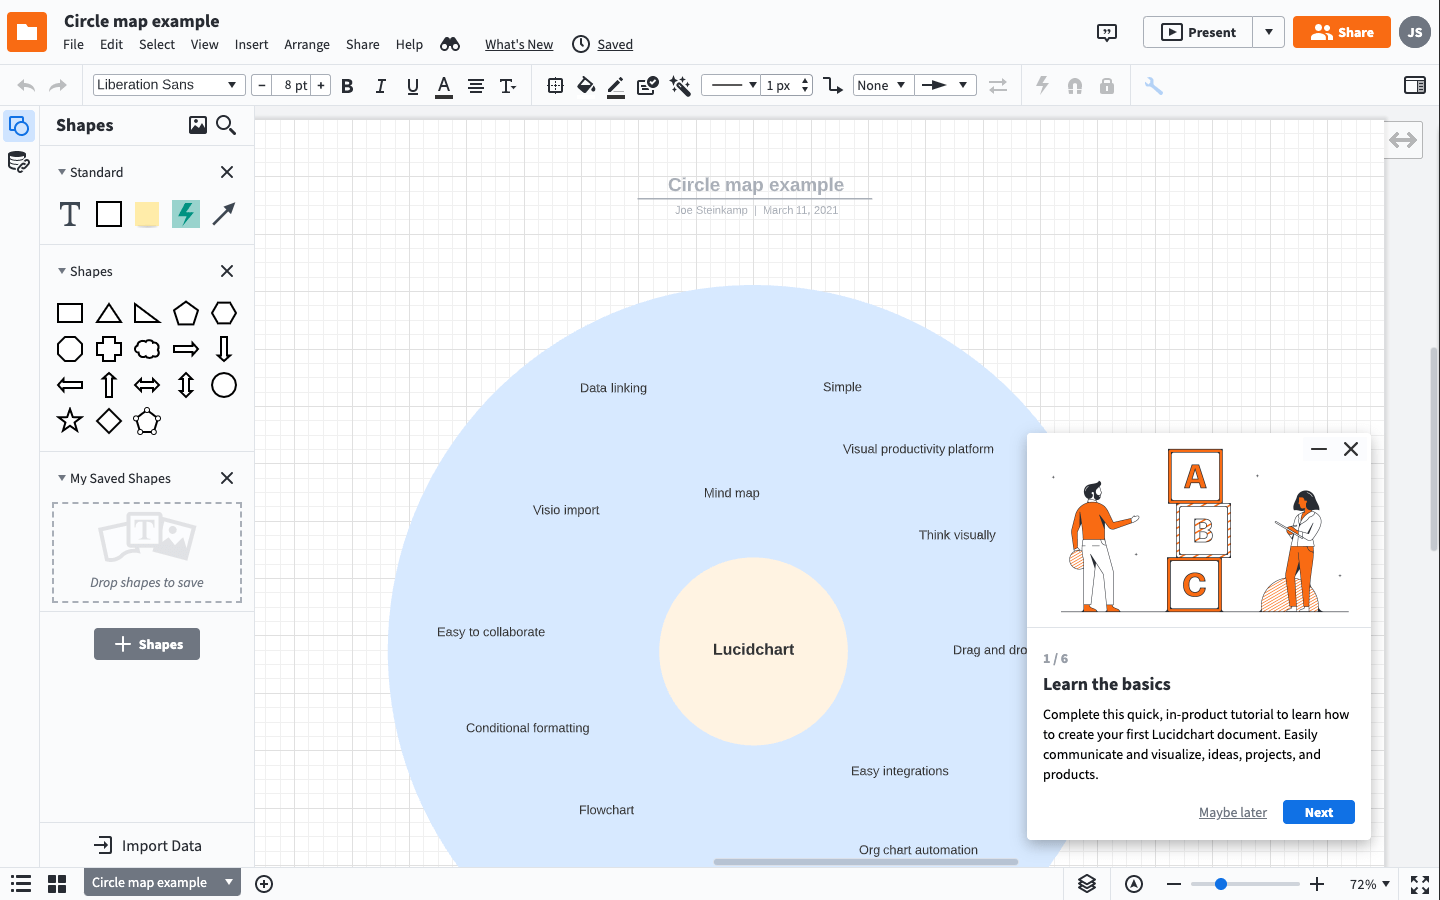 Circle map example
File Edit Select View Insert Arrange Share Help What's New Saved
Present
Share
JS
Liberation Sans
8 pt
B I U A T
1 px
None
Shapes
Standard
T
Shapes
My Saved Shapes
T
Drop shapes to save
Shapes
Import Data
Circle map example
Joe Steinkamp | March 11, 2021
Data linking
Simple
Visual productivity platform
Mind map
Visio import
Think visually
Easy to collaborate
Lucidchart
Drag and dro
Conditional formatting
Easy integrations
Flowchart
Org chart automation
A
B
C
1 / 6
Learn the basics
Complete this quick, in-product tutorial to learn how
to create your first Lucidchart document. Easily
communicate and visualize, ideas, projects, and
products.
Maybe later
Next
Circle map example
72%